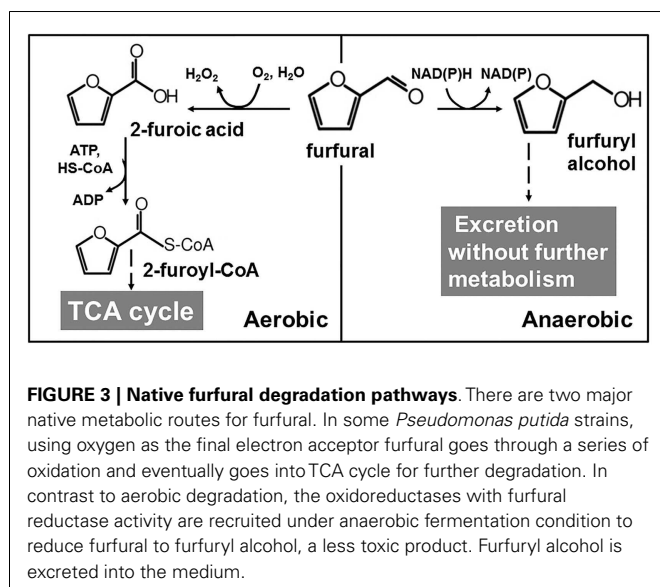 O
O
OH
2-furoic acid
H2O2
O2, H2O
O
O
furfural
NAD(P)H
NAD(P)
O
OH
furfuryl
alcohol
ATP,
HS-CoA
ADP
O
O
S-CoA
2-furoyl-CoA
TCA cycle
Aerobic
Excretion
without further
metabolism
Anaerobic
FIGURE 3 | Native furfural degradation pathways. There are two major
native metabolic routes for furfural. In some Pseudomonas putida strains,
using oxygen as the final electron acceptor furfural goes through a series of
oxidation and eventually goes into TCA cycle for further degradation. In
contrast to aerobic degradation, the oxidoreductases with furfural
reductase activity are recruited under anaerobic fermentation condition to
reduce furfural to furfuryl alcohol, a less toxic product. Furfuryl alcohol is
excreted into the medium.